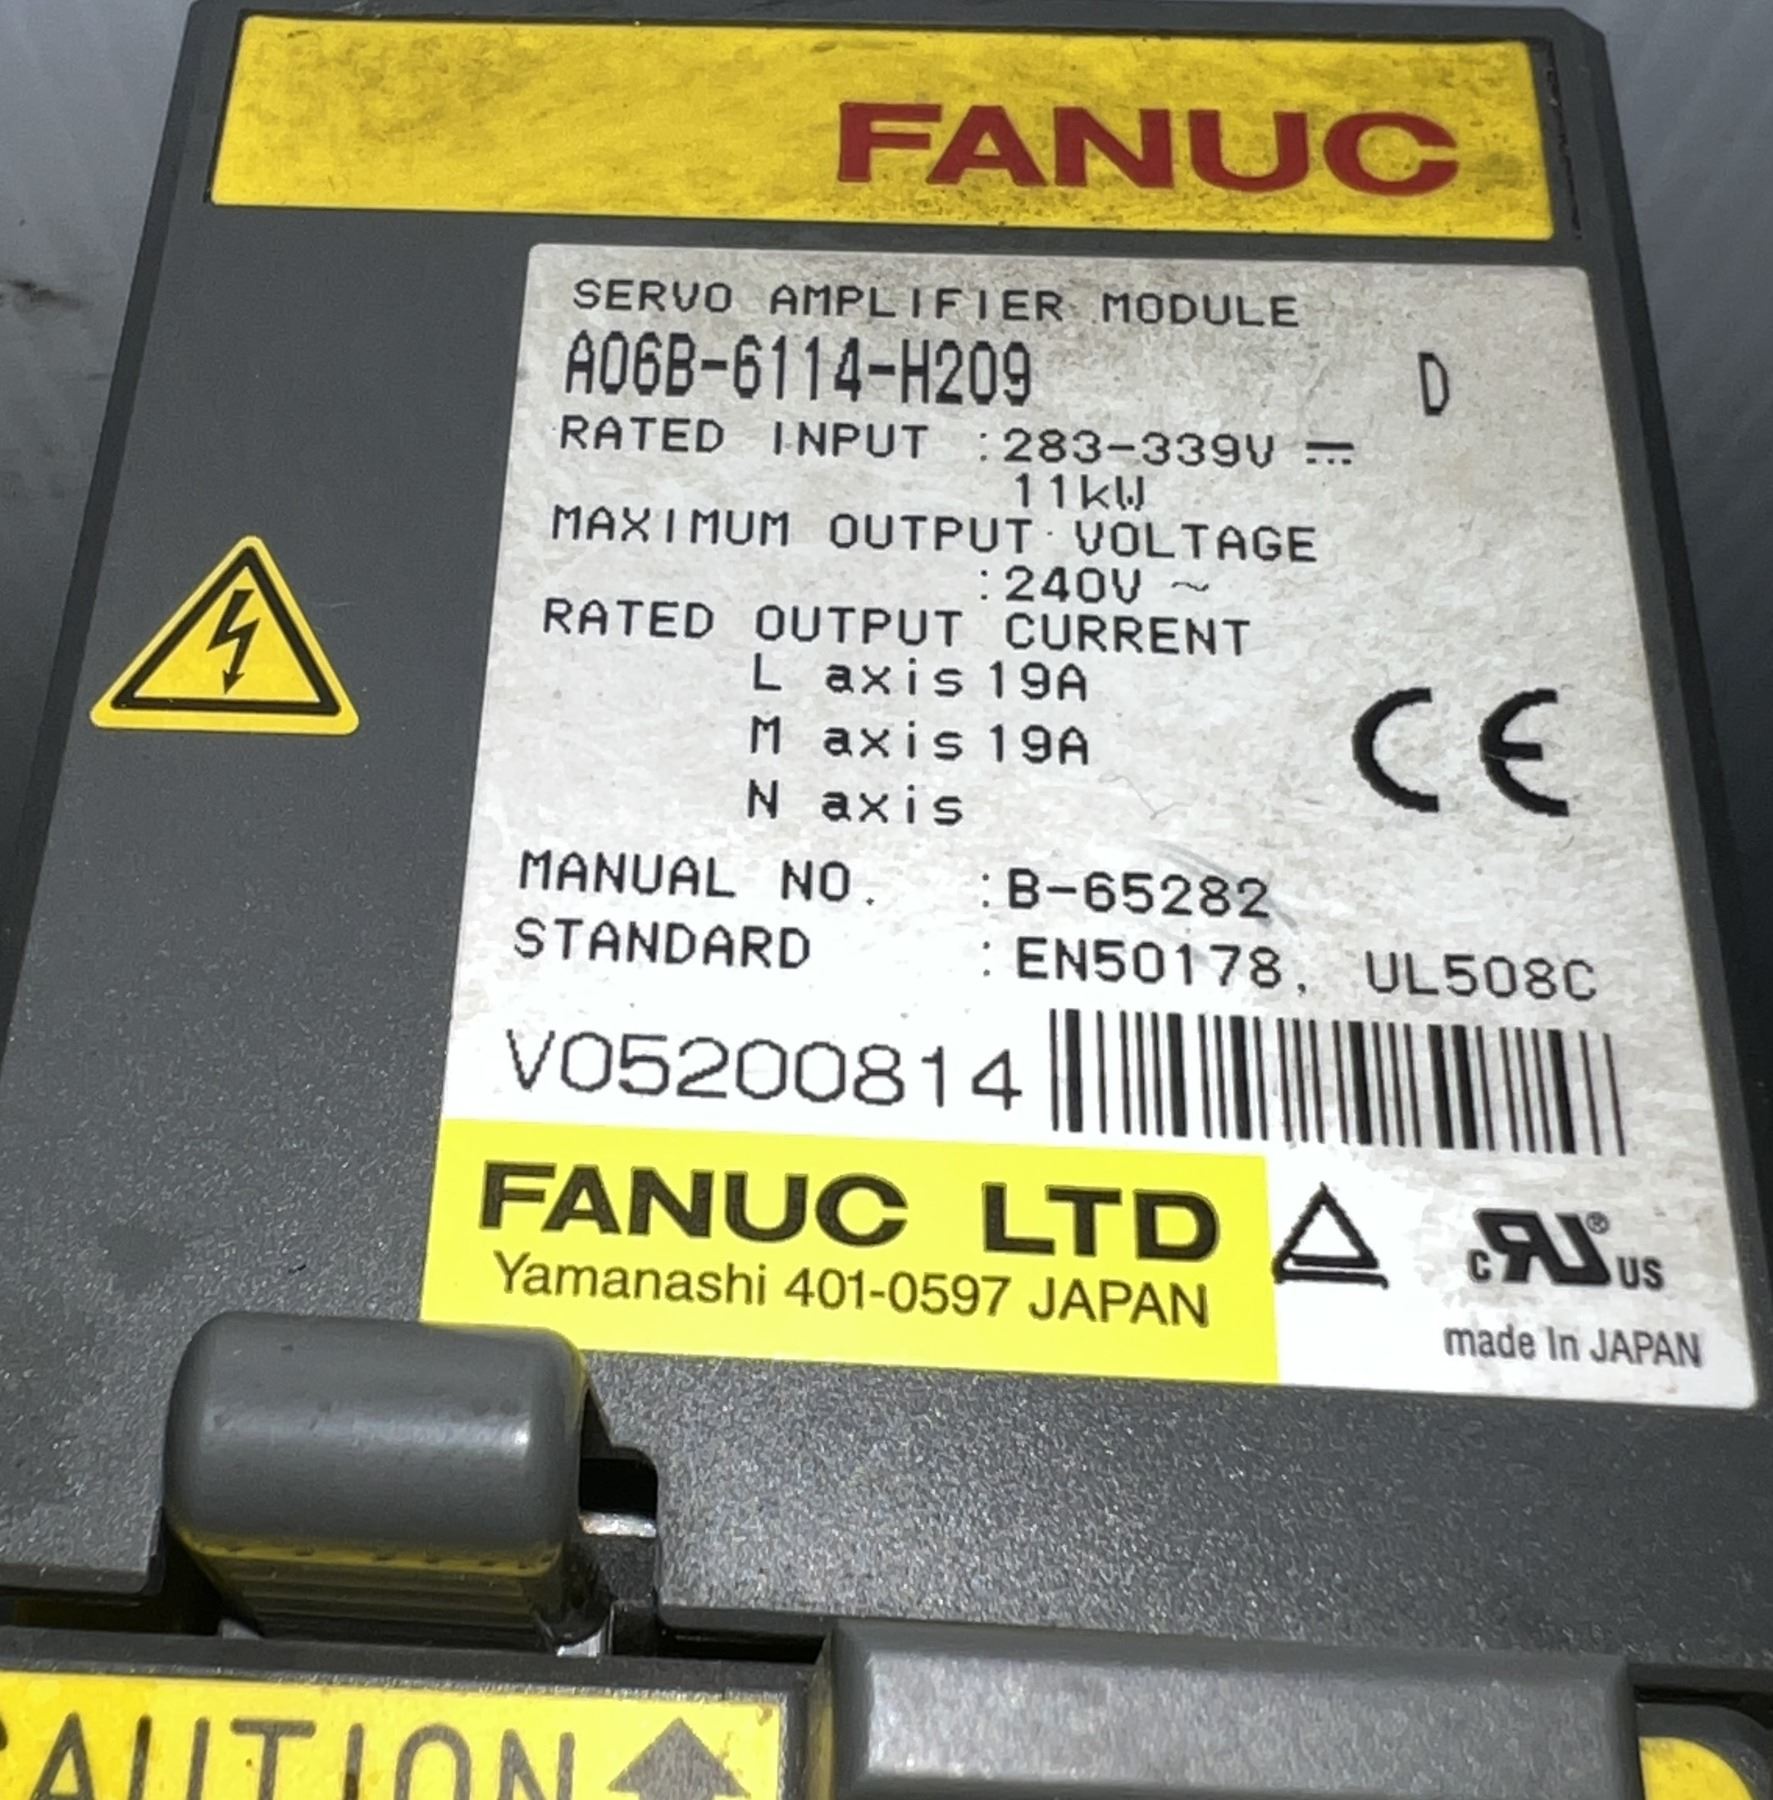 FANUC
SERVO AMPLIFIER MODULE
A06B-6114-H209 D
RATED INPUT :283-339V ⎓
11kW
MAXIMUM OUTPUT VOLTAGE
:240V ~
RATED OUTPUT CURRENT
L axis 19A
M axis 19A
N axis
CE
MANUAL NO. :B-65282
STANDARD :EN50178, UL508C
V05200814
FANUC LTD
Yamanashi 401-0597 JAPAN
c RU® US
made In JAPAN
CAUTION